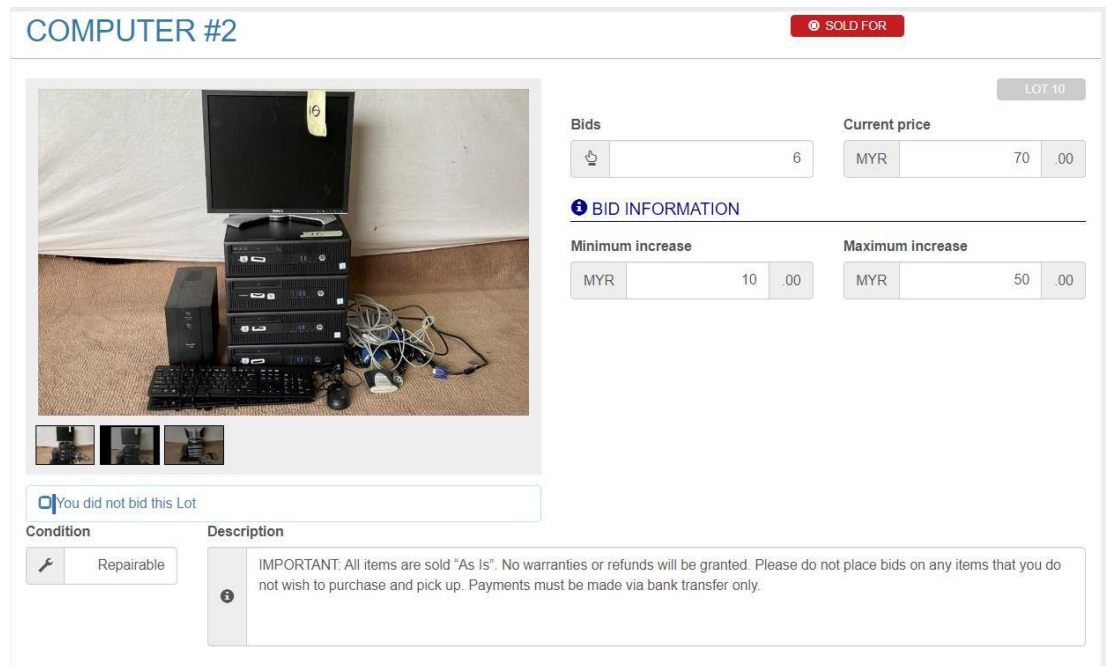 COMPUTER #2
SOLD FOR
LOT 10
Bids
Current price
6
MYR 70 .00
BID INFORMATION
Minimum increase
Maximum increase
MYR 10 .00
MYR 50 .00
You did not bid this Lot
Condition
Description
Repairable
IMPORTANT: All items are sold “As Is”. No warranties or refunds will be granted. Please do not place bids on any items that you do
not wish to purchase and pick up. Payments must be made via bank transfer only.